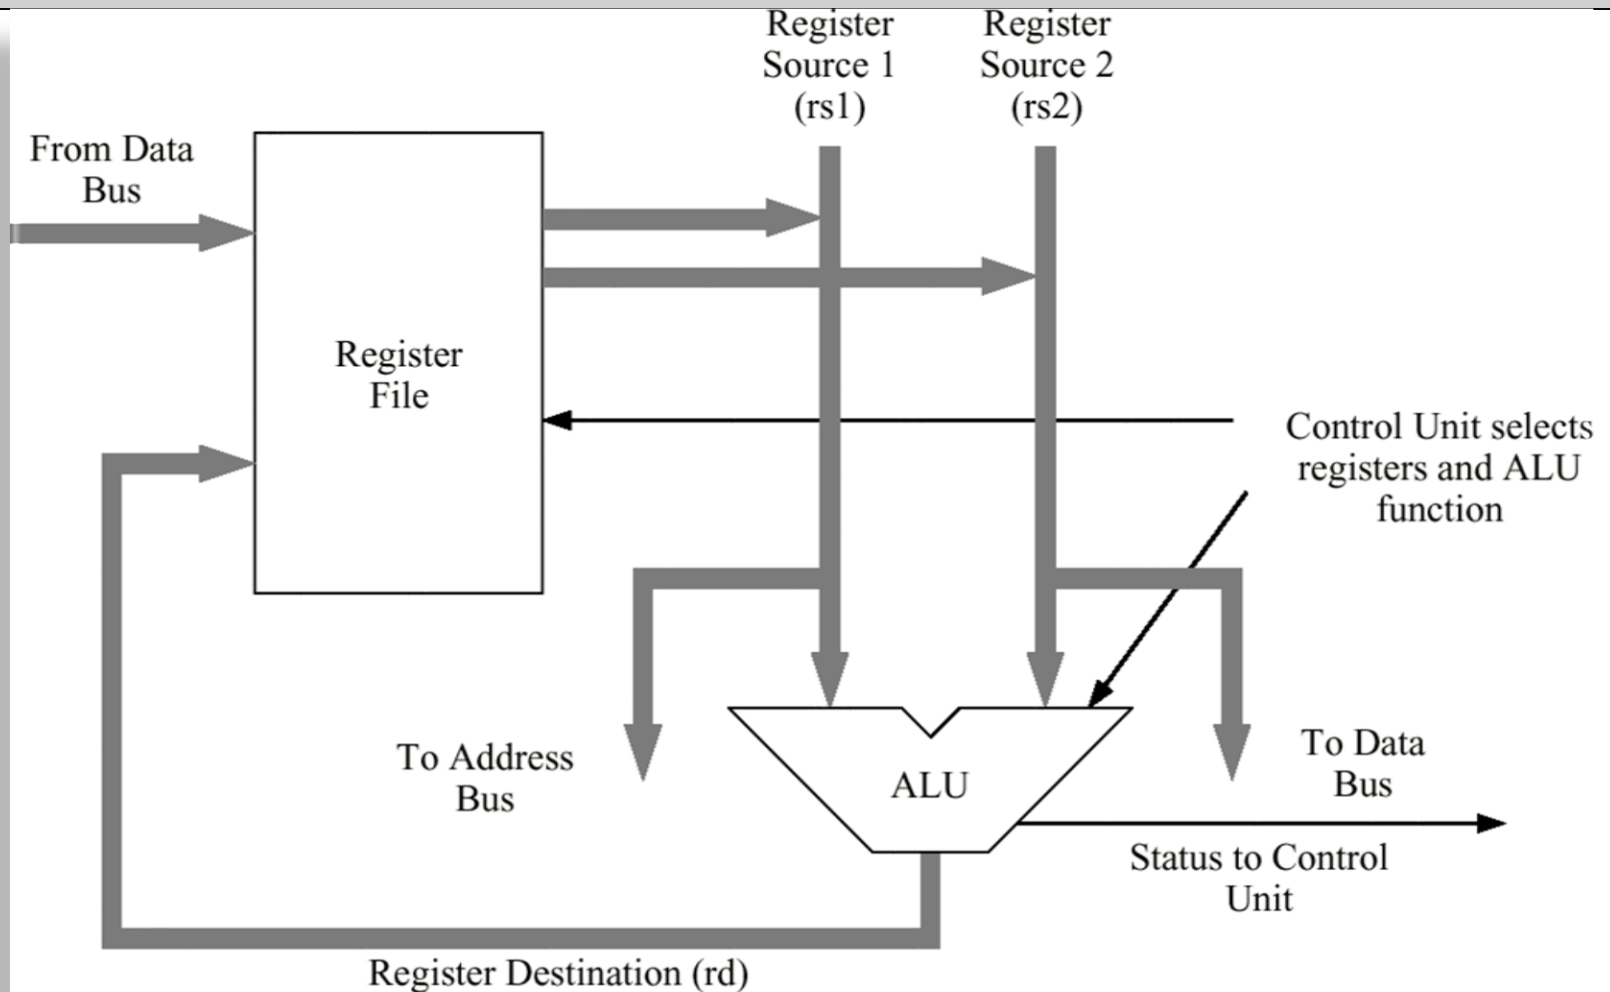 Register
Source 1
(rs1)
Register
Source 2
(rs2)
From Data
Bus
Register
File
Control Unit selects
registers and ALU
function
To Address
Bus
ALU
To Data
Bus
Status to Control
Unit
Register Destination (rd)